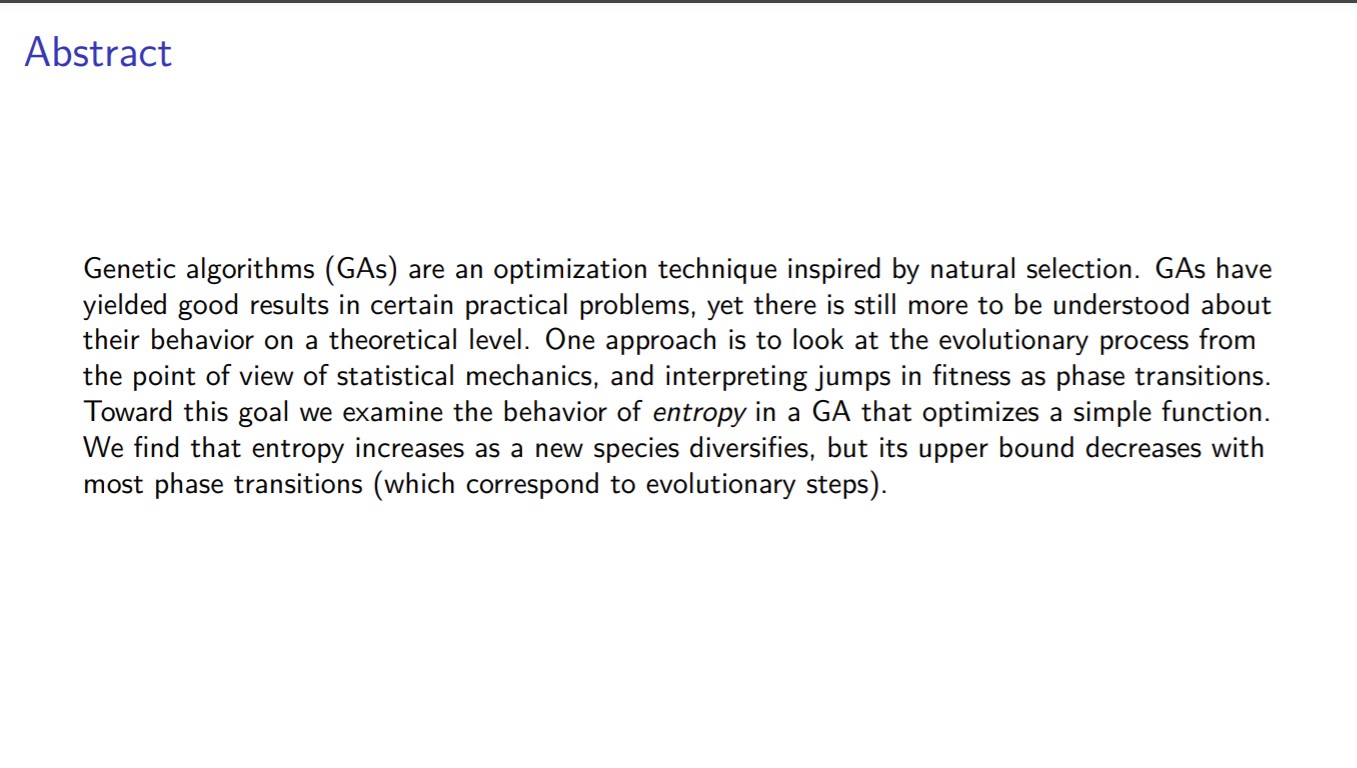 Abstract
Genetic algorithms (GAs) are an optimization technique inspired by natural selection. GAs have
yielded good results in certain practical problems, yet there is still more to be understood about
their behavior on a theoretical level. One approach is to look at the evolutionary process from
the point of view of statistical mechanics, and interpreting jumps in fitness as phase transitions.
Toward this goal we examine the behavior of entropy in a GA that optimizes a simple function.
We find that entropy increases as a new species diversifies, but its upper bound decreases with
most phase transitions (which correspond to evolutionary steps).